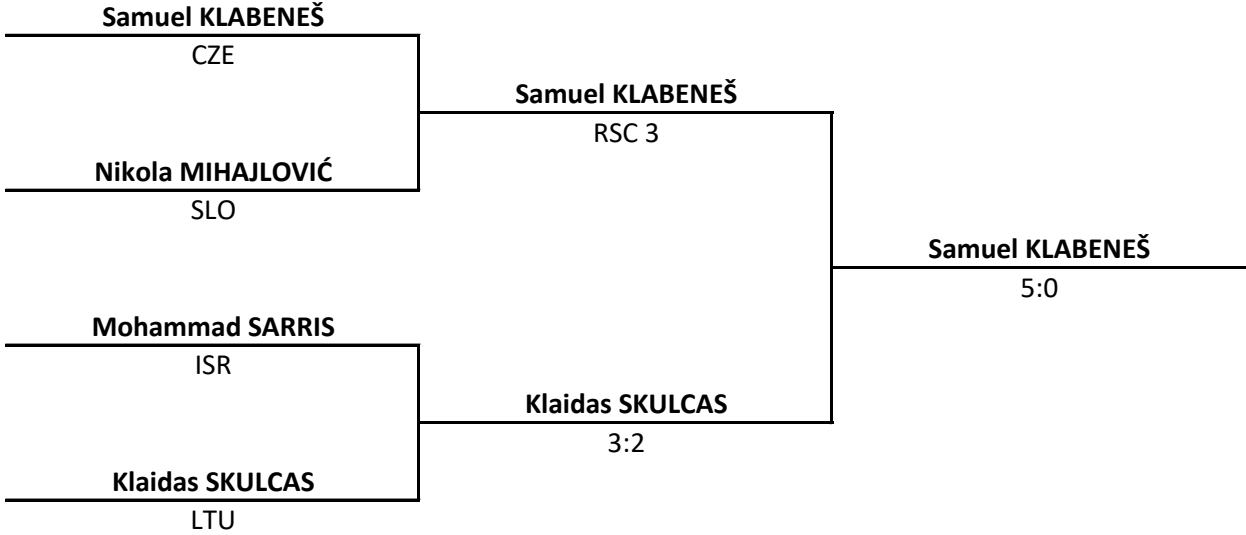 Samuel KLABENEŠ
CZE
Samuel KLABENEŠ
RSC 3
Nikola MIHAJLOVIĆ
SLO
Samuel KLABENEŠ
5:0
Mohammad SARRIS
ISR
Klaidas SKULCAS
3:2
Klaidas SKULCAS
LTU